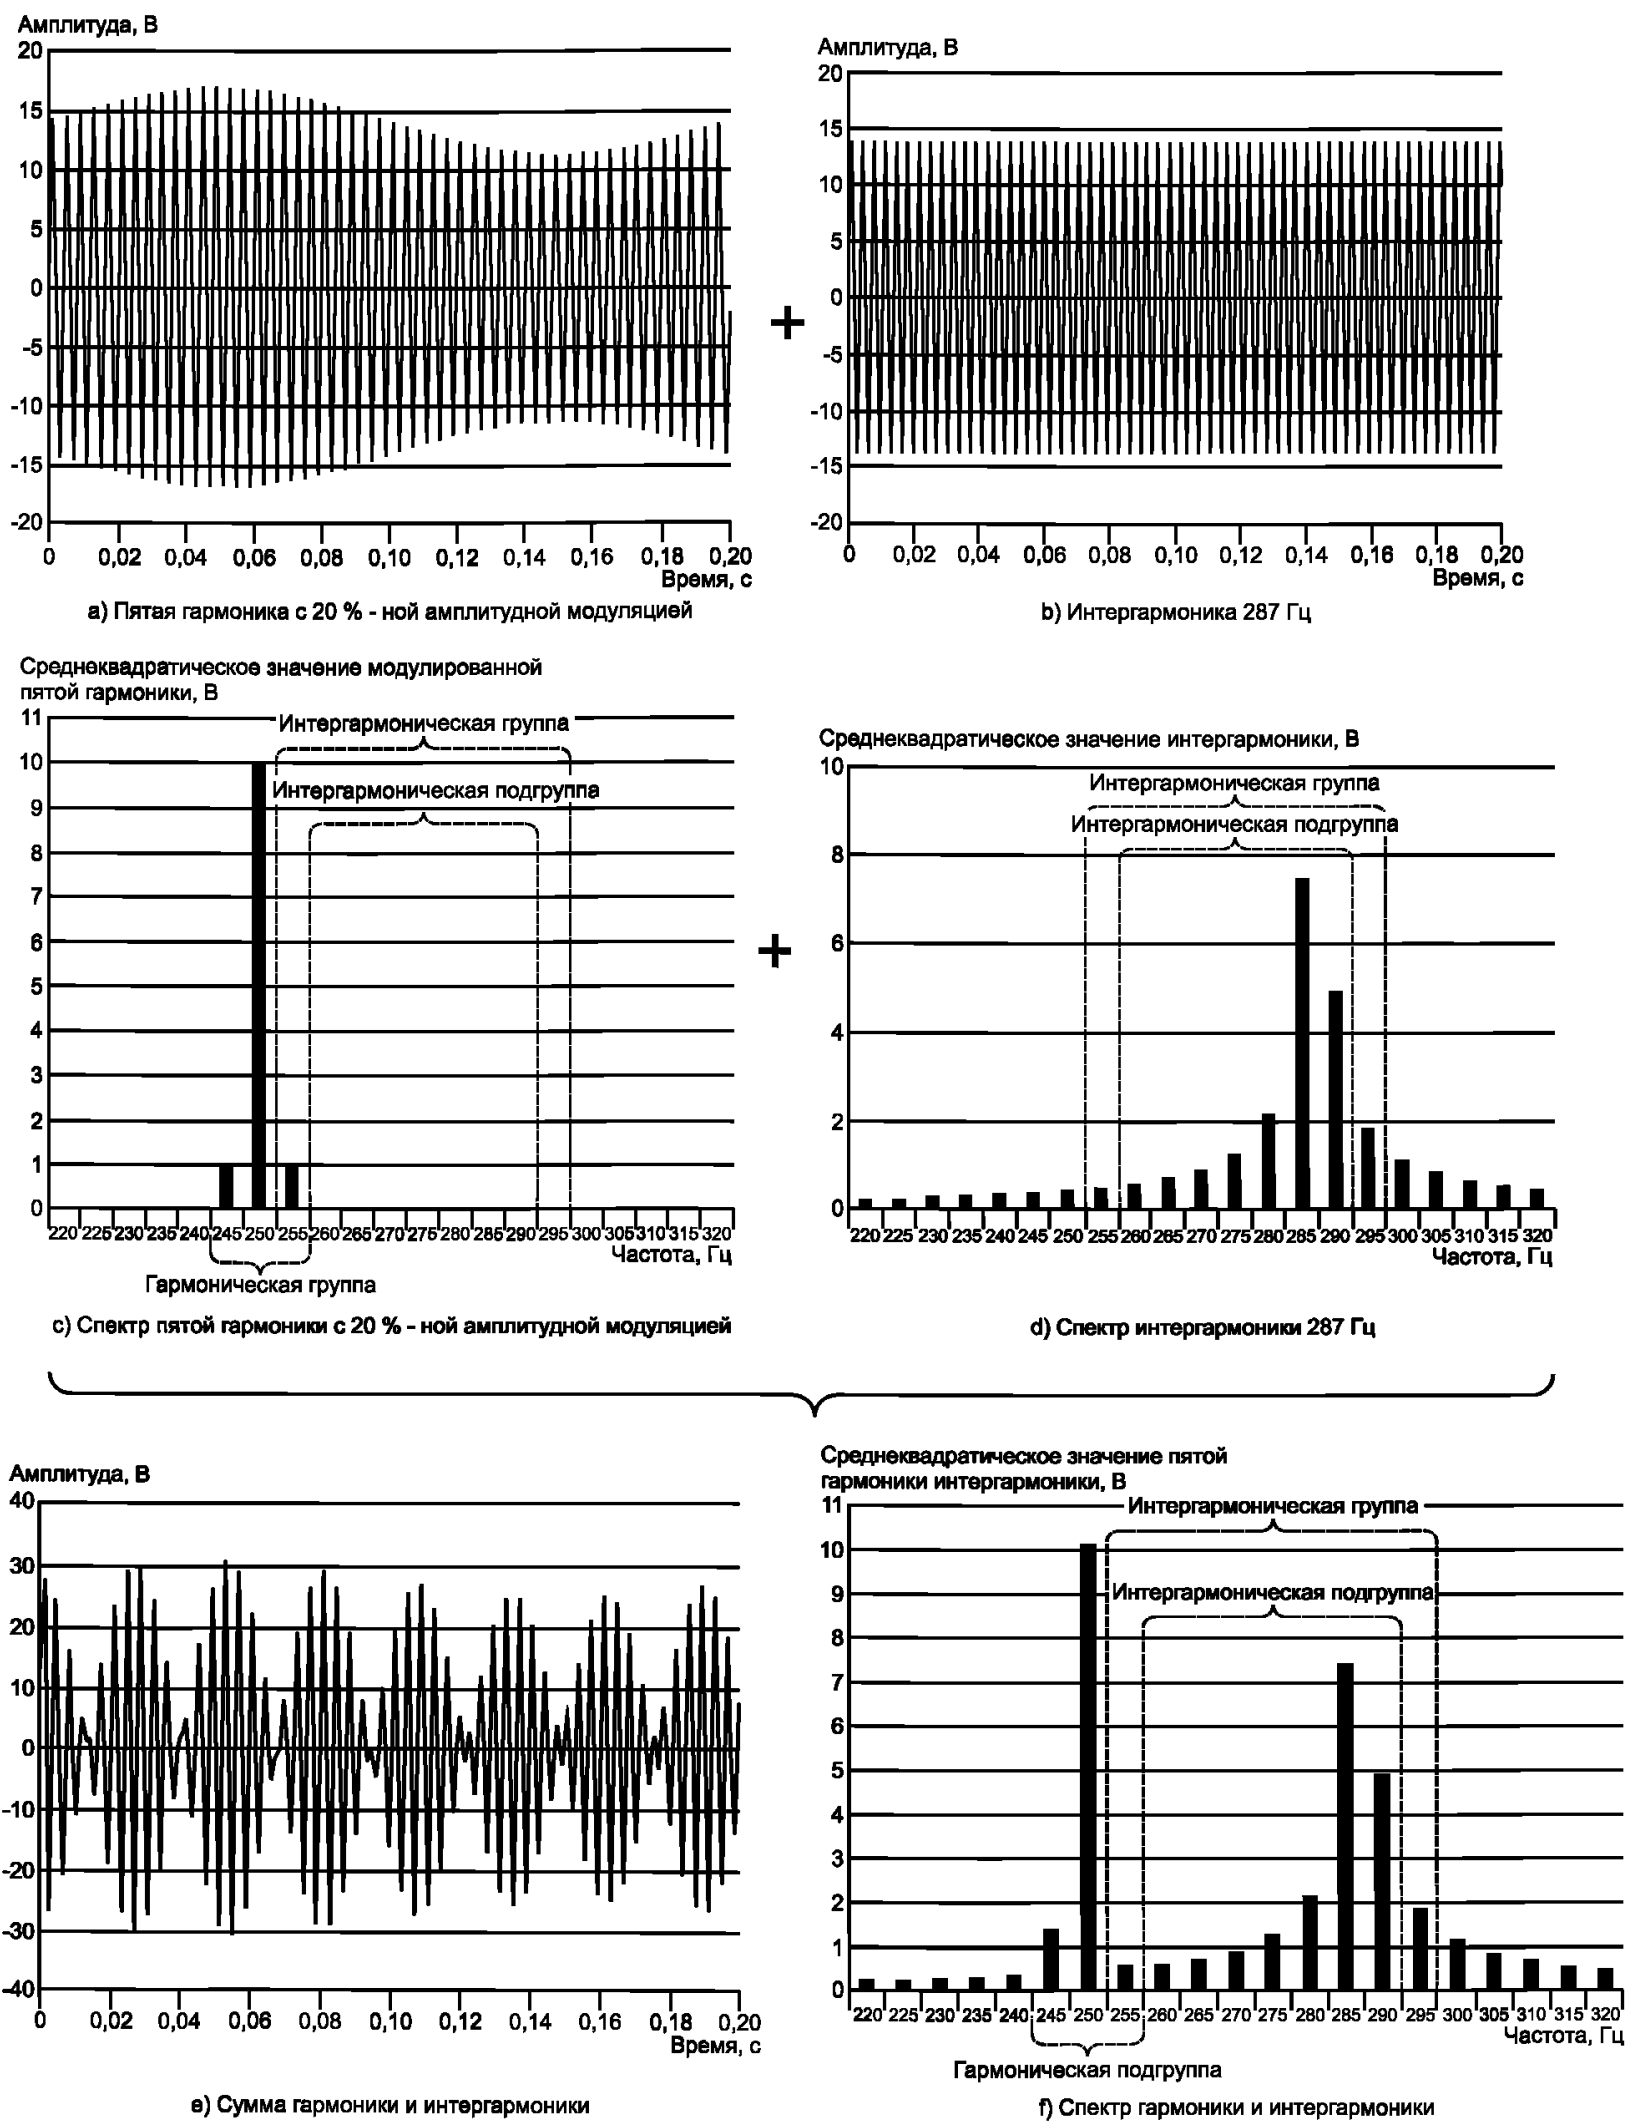 Амплитуда, В
20
15
10
5
0
-5
-10
-15
-20
0 0,02 0,04 0,06 0,08 0,10 0,12 0,14 0,16 0,18 0,20
Время, с
a) Пятая гармоника с 20 % - ной амплитудной модуляцией
+
Амплитуда, В
20
15
10
5
0
-5
-10
-15
-20
0 0,02 0,04 0,06 0,08 0,10 0,12 0,14 0,16 0,18 0,20
Время, с
b) Интергармоника 287 Гц
Среднеквадратическое значение модулированной
пятой гармоники, В
11
Интергармоническая группа
10
Интергармоническая подгруппа
9
8
7
6
5
4
3
2
1
0
220 225 230 235 240 245 250 255 260 265 270 275 280 285 290 295 300 305 310 315 320
Частота, Гц
Гармоническая группа
c) Спектр пятой гармоники с 20 % - ной амплитудной модуляцией
+
Среднеквадратическое значение интергармоники, В
10
Интергармоническая группа
Интергармоническая подгруппа
8
6
4
2
0
220 225 230 235 240 245 250 255 260 265 270 275 280 285 290 295 300 305 310 315 320
Частота, Гц
d) Спектр интергармоники 287 Гц
Амплитуда, В
40
30
20
10
0
-10
-20
-30
-40
0 0,02 0,04 0,06 0,08 0,10 0,12 0,14 0,16 0,18 0,20
Время, с
e) Сумма гармоники и интергармоники
Среднеквадратическое значение пятой
гармоники интергармоники, В
11
Интергармоническая группа
10
9
Интергармоническая подгруппа
8
7
6
5
4
3
2
1
0
220 225 230 235 240 245 250 255 260 265 270 275 280 285 290 295 300 305 310 315 320
Частота, Гц
Гармоническая подгруппа
f) Спектр гармоники и интергармоники